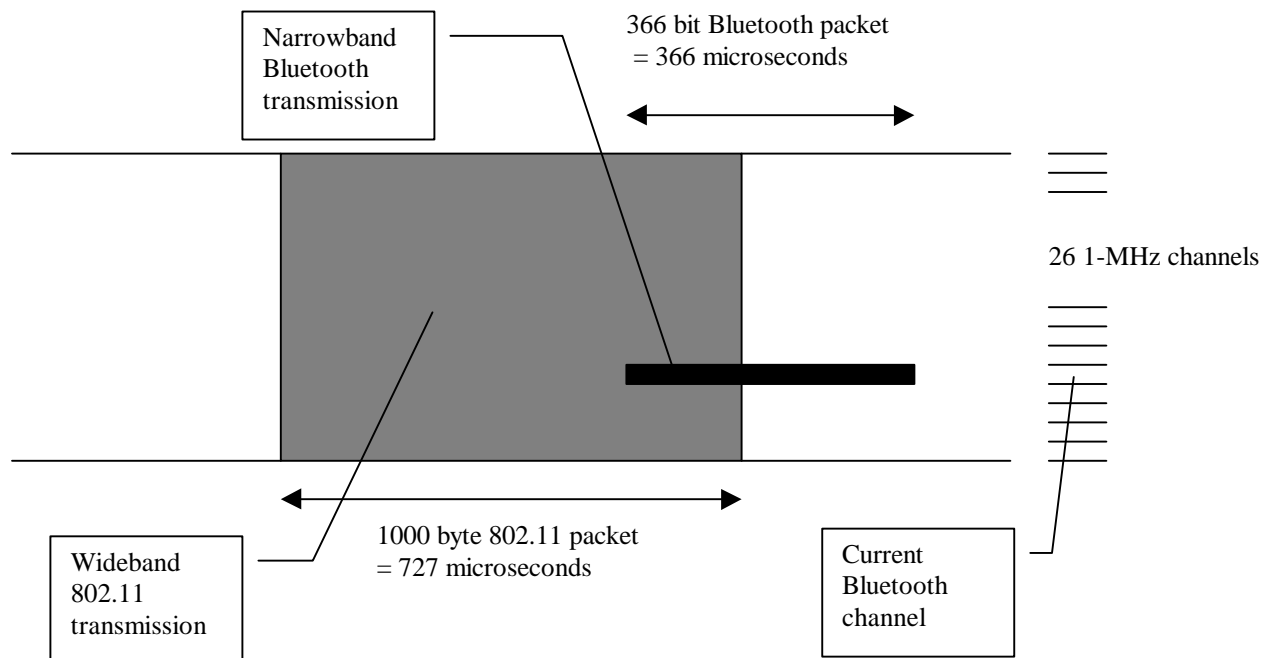 Narrowband
Bluetooth
transmission
366 bit Bluetooth packet
= 366 microseconds
26 1-MHz channels
1000 byte 802.11 packet
= 727 microseconds
Wideband
802.11
transmission
Current
Bluetooth
channel